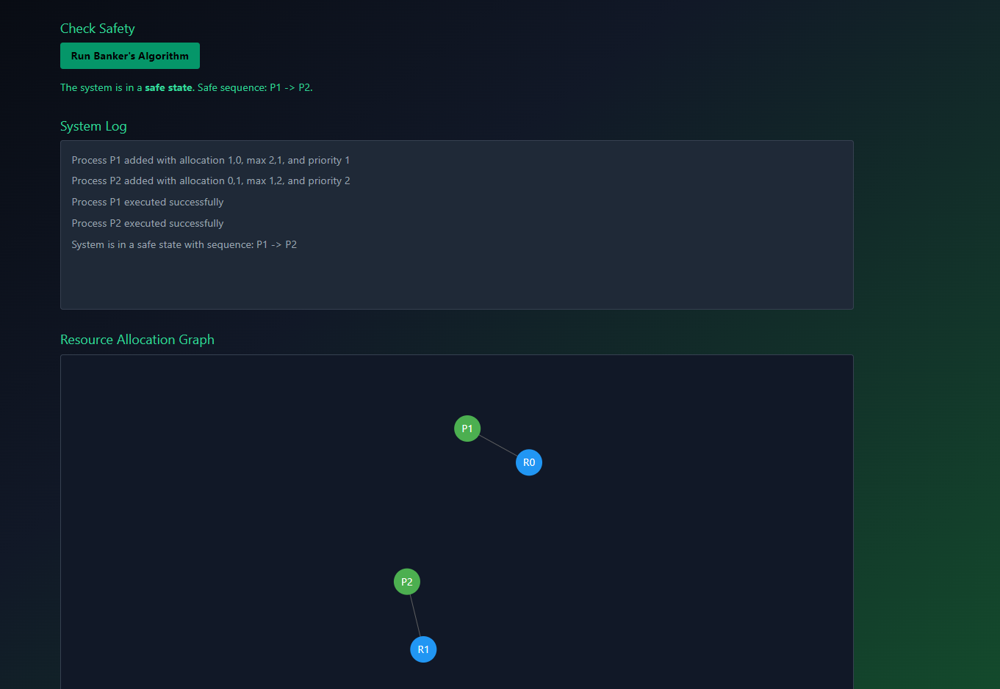 Check Safety
Run Banker's Algorithm
The system is in a safe state. Safe sequence: P1 -> P2.
System Log
Process P1 added with allocation 1,0, max 2,1, and priority 1
Process P2 added with allocation 0,1, max 1,2, and priority 2
Process P1 executed successfully
Process P2 executed successfully
System is in a safe state with sequence: P1 -> P2
Resource Allocation Graph
P1
R0
P2
R1